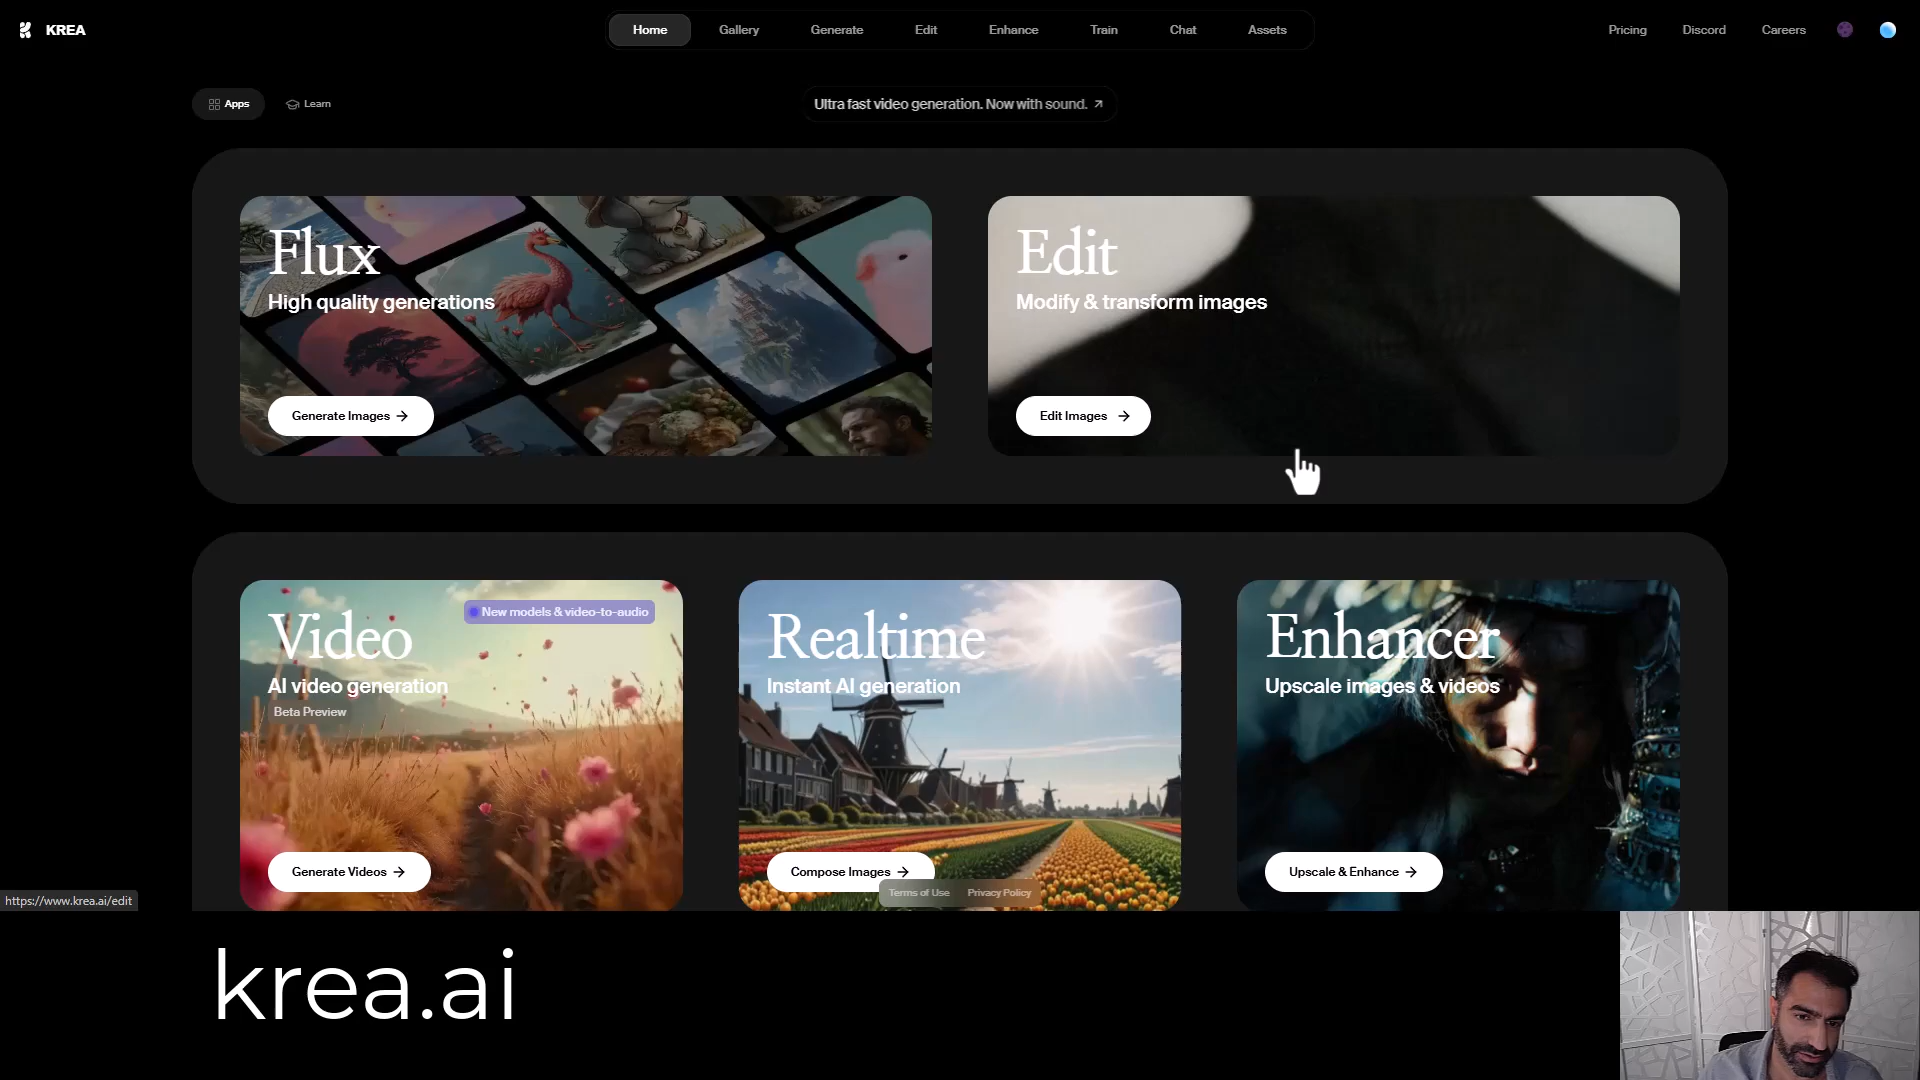 KREA
Home
Gallery
Generate
Edit
Enhance
Train
Chat
Assets
Pricing
Discord
Careers
Apps
Learn
Ultra fast video generation. Now with sound.
Flux
High quality generations
Generate Images
Edit
Modify & transform images
Edit Images
Video
New models & video-to-audio
AI video generation
Beta Preview
Generate Videos
Realtime
Instant AI generation
Compose Images
Enhancer
Upscale images & videos
Upscale & Enhance
Terms of Use
Privacy Policy
https://www.krea.ai/edit
krea.ai